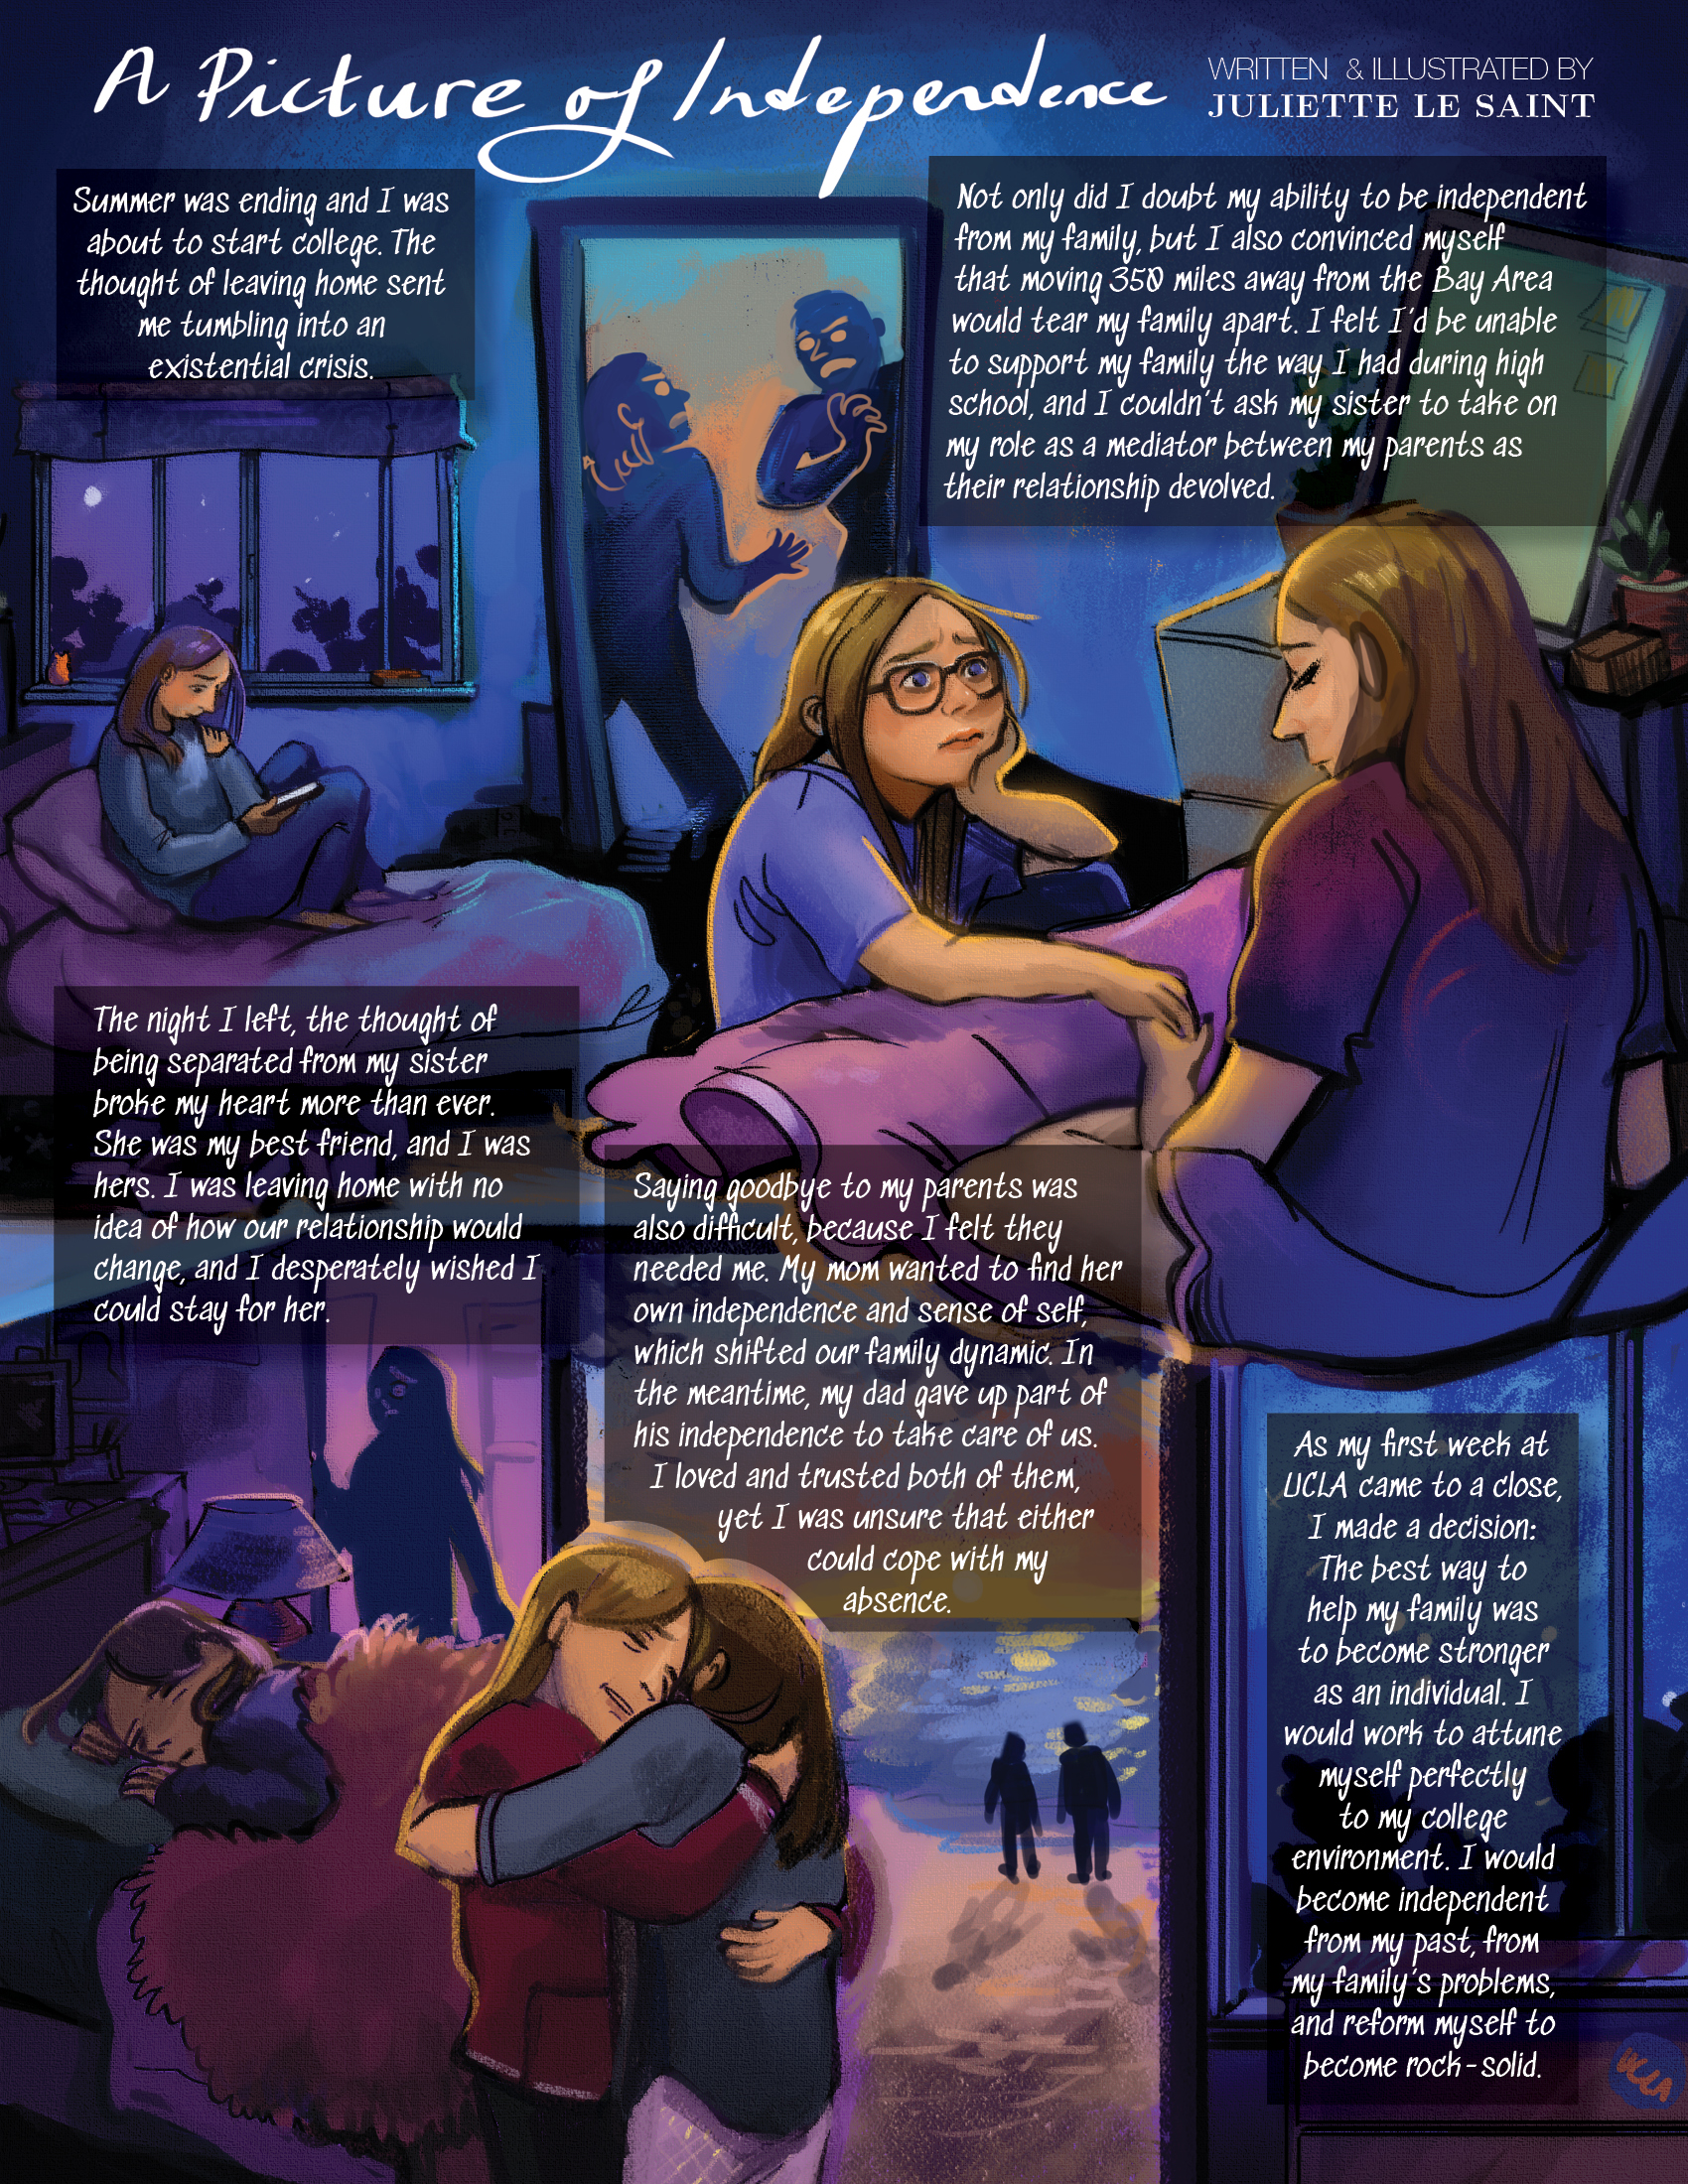 A Picture of Independence
WRITTEN & ILLUSTRATED BY
JULIETTE LE SAINT
Summer was ending and I was
about to start college. The
thought of leaving home sent
me tumbling into an
existential crisis.
Not only did I doubt my ability to be independent
from my family, but I also convinced myself
that moving 350 miles away from the Bay Area
would tear my family apart. I felt I'd be unable
to support my family the way I had during high
school, and I couldn't ask my sister to take on
my role as a mediator between my parents as
their relationship devolved.
The night I left, the thought of
being separated from my sister
broke my heart more than ever.
She was my best friend, and I was
hers. I was leaving home with no
idea of how our relationship would
change, and I desperately wished I
could stay for her.
Saying goodbye to my parents was
also difficult, because I felt they
needed me. My mom wanted to find her
own independence and sense of self,
which shifted our family dynamic. In
the meantime, my dad gave up part of
his independence to take care of us.
I loved and trusted both of them,
yet I was unsure that either
could cope with my
absence.
As my first week at
UCLA came to a close,
I made a decision:
The best way to
help my family was
to become stronger
as an individual. I
would work to attune
myself perfectly
to my college
environment. I would
become independent
from my past, from
my family's problems,
and reform myself to
become rock-solid.
UCLA